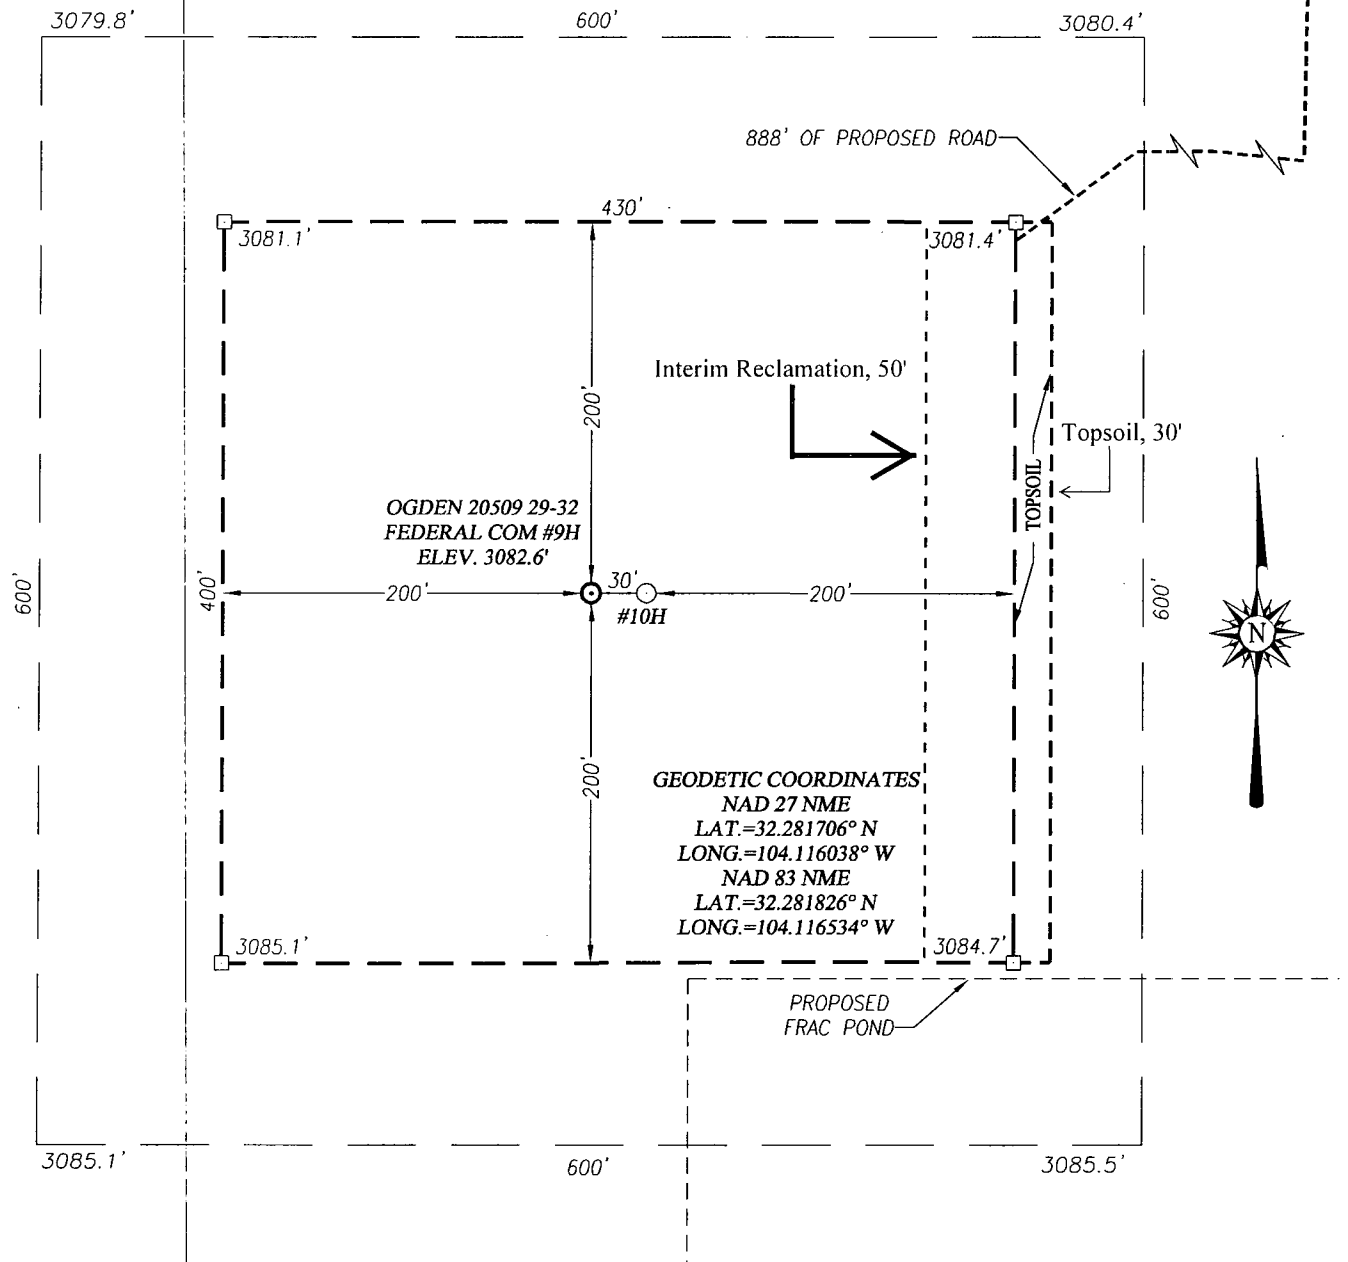 3079.8' 600' 3080.4'
888' OF PROPOSED ROAD
430'
3081.1' 3081.4'
Interim Reclamation, 50'
200'
Topsoil, 30'
TOPSOIL
OGDEN 20509 29-32
FEDERAL COM #9H
ELEV. 3082.6'
600' 400' 200' 30' 200' 600'
#10H
N
200'
GEODETIC COORDINATES
NAD 27 NME
LAT.=32.281706° N
LONG.=104.116038° W
NAD 83 NME
LAT.=32.281826° N
LONG.=104.116534° W
3085.1' 3084.7'
PROPOSED
FRAC POND
3085.1' 600' 3085.5'